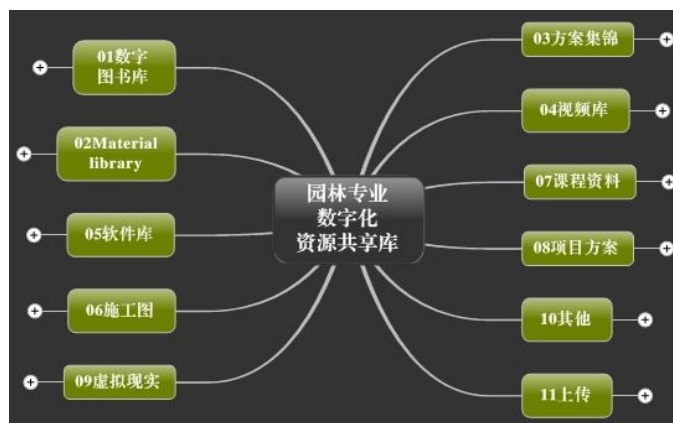 01数字
图书库
02Material
library
05软件库
06施工图
09虚拟现实
园林专业
数字化
资源共享库
03方案集锦
04视频库
07课程资料
08项目方案
10其他
11上传